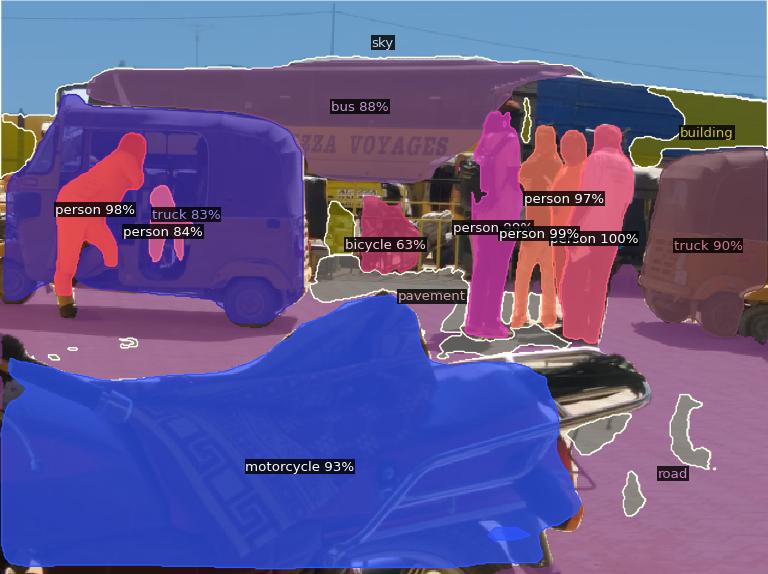 sky
bus 88%
building
ZZA VOYAGES
person 97%
person 98%
truck 83%
person 84%
person 99%
person 100%
bicycle 63%
truck 90%
pavement
motorcycle 93%
road